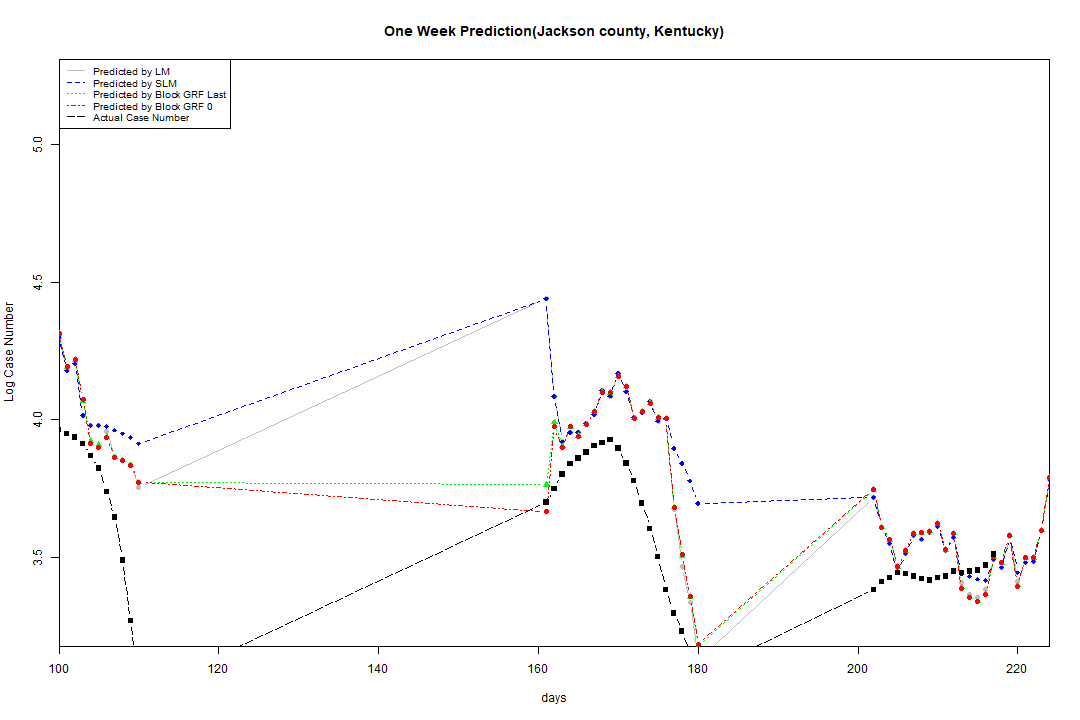 One Week Prediction(Jackson county, Kentucky)
Predicted by LM
Predicted by SLM
Predicted by Block GRF Last
Predicted by Block GRF 0
Actual Case Number
5.0
4.5
4.0
3.5
Log Case Number
100 120 140 160 180 200 220
days